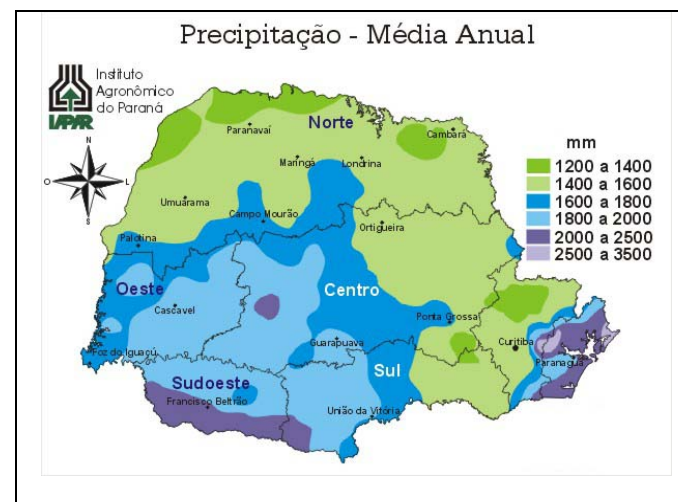 Precipitação - Média Anual
Instituto
Agronômico
do Paraná
IAPAR
N
O
L
S
Norte
Paranavaí
Cambará
Maringá
Londrina
Umuarama
Campo Mourão
Ortigueira
Palotina
Oeste
Centro
Cascavel
Ponta Grossa
Foz do Iguaçú
Guarapuava
Curitiba
Paranaguá
Sul
Sudoeste
Francisco Beltrão
União da Vitória
mm
1200 a 1400
1400 a 1600
1600 a 1800
1800 a 2000
2000 a 2500
2500 a 3500